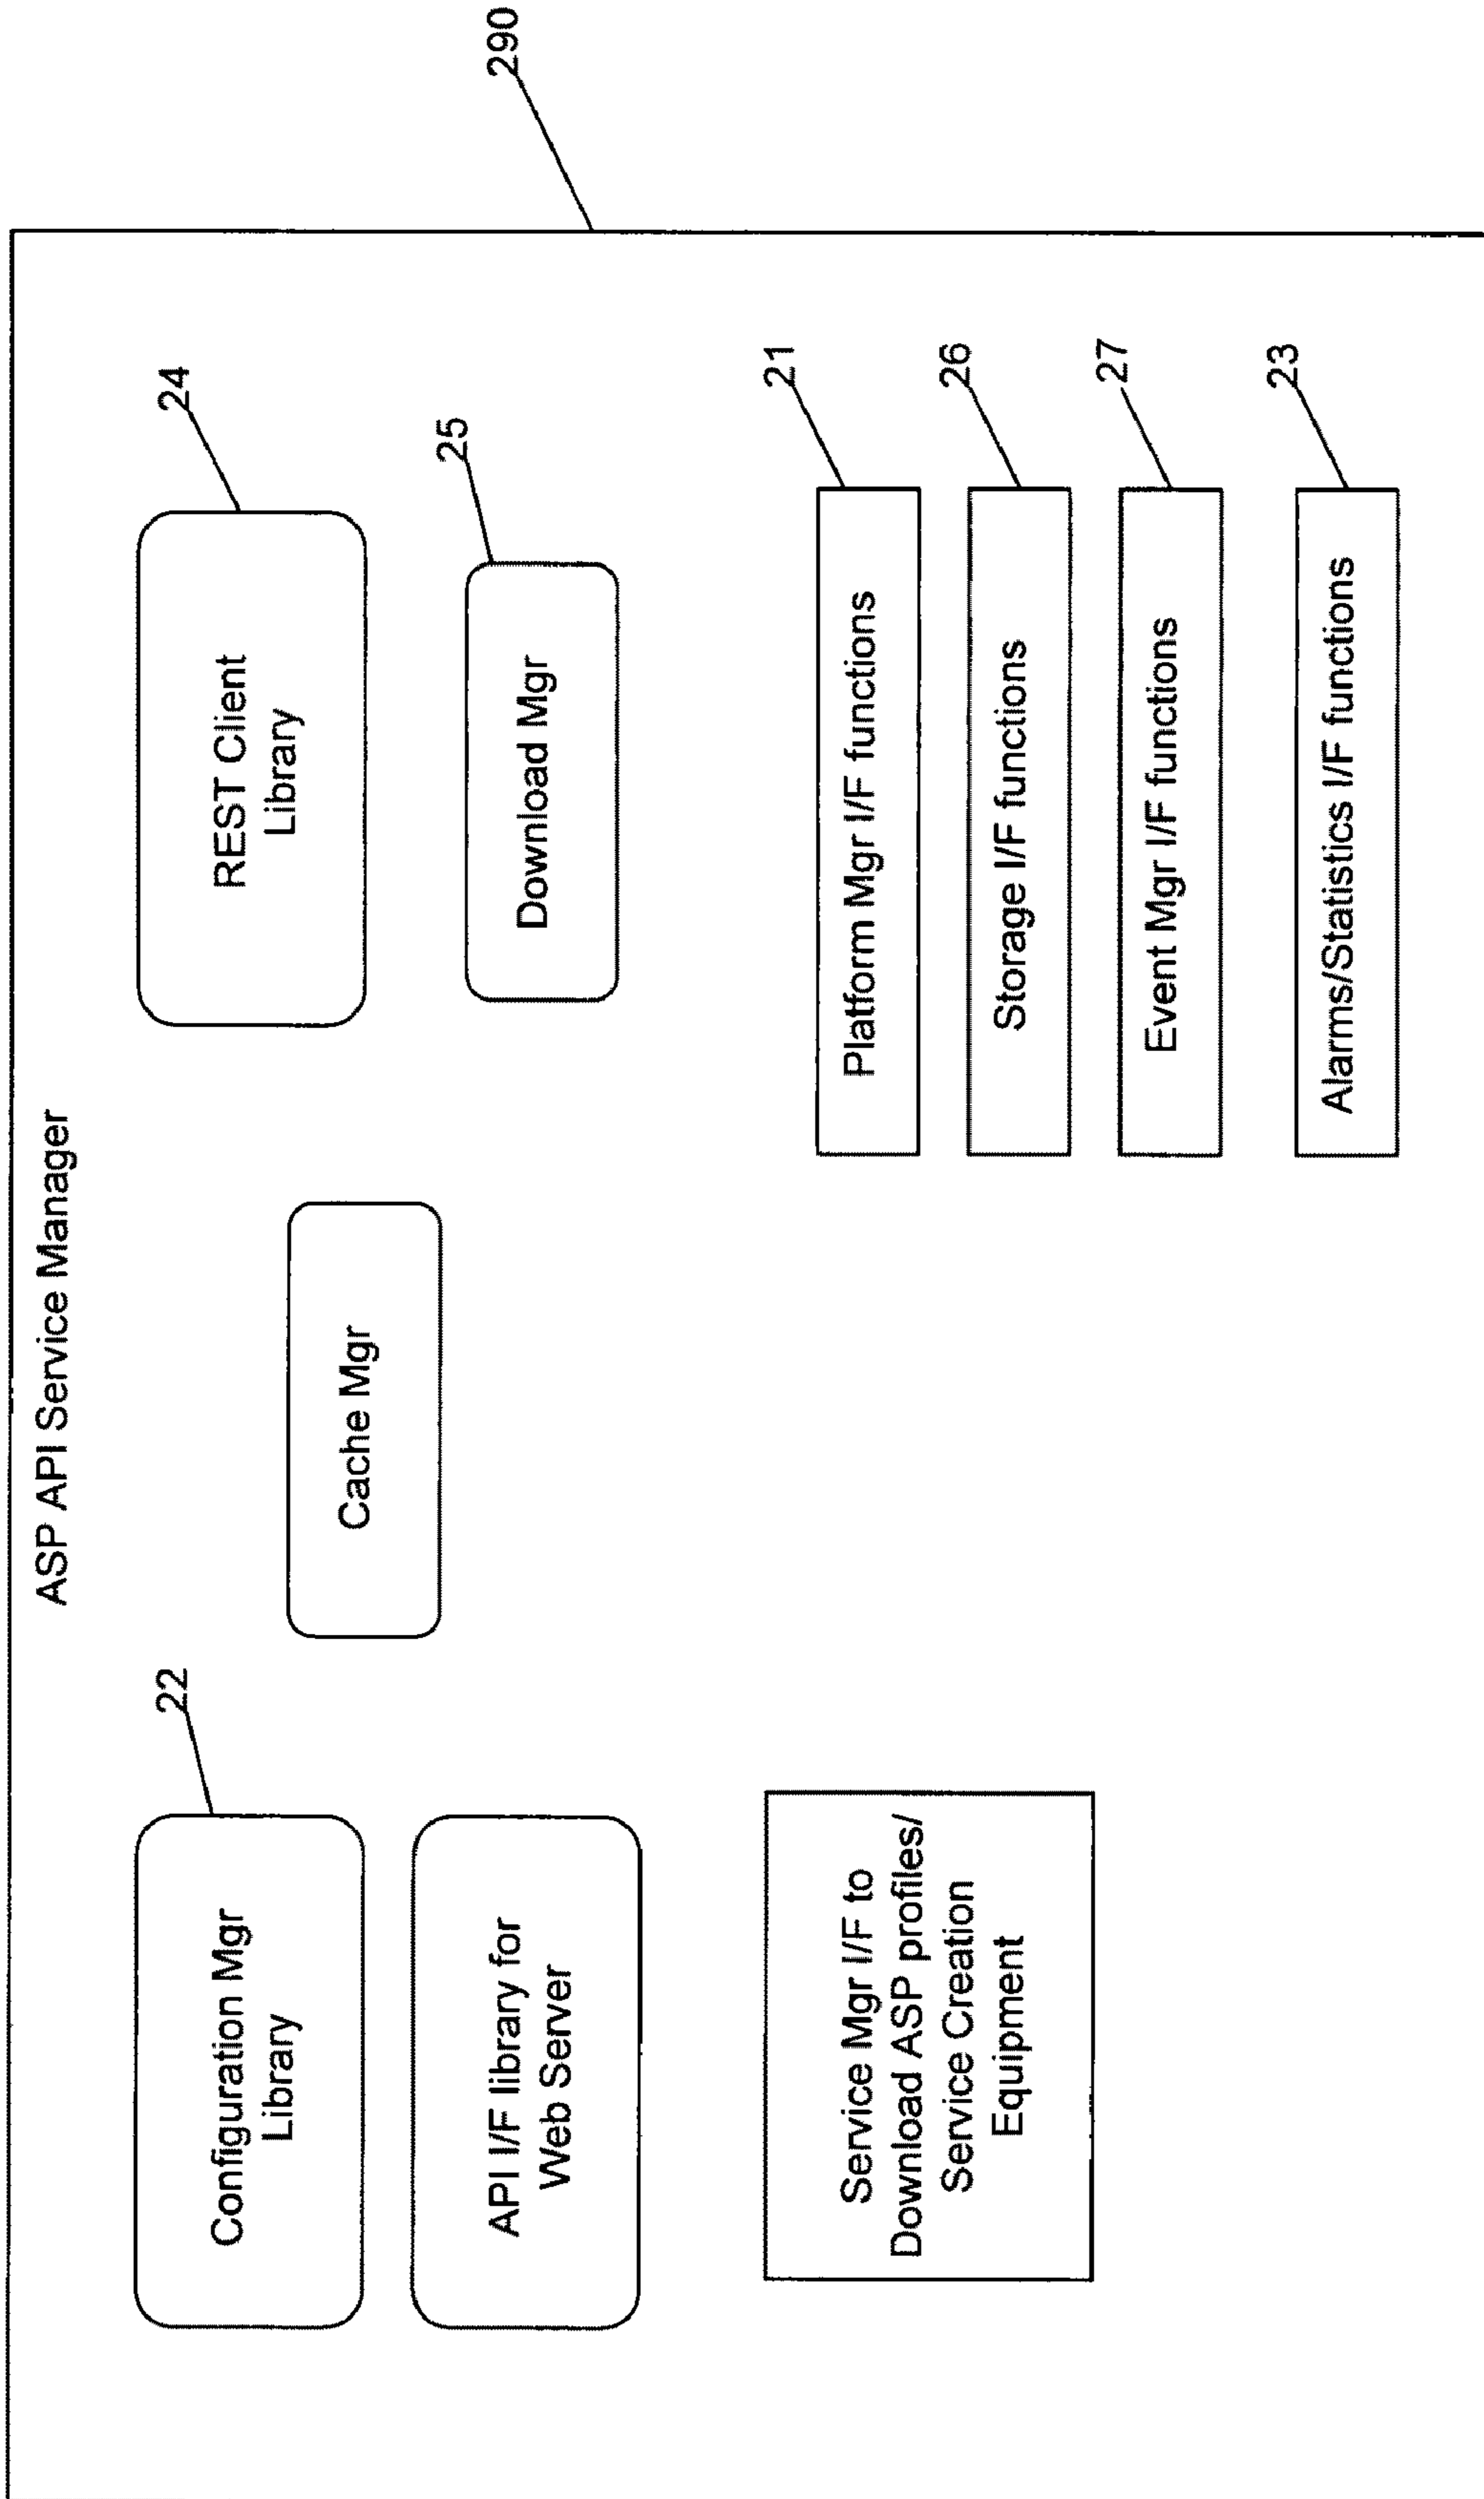 ASP API Service Manager
290
22
Configuration Mgr
Library
API I/F library for
Web Server
Service Mgr I/F to
Download ASP profiles/
Service Creation
Equipment
Cache Mgr
24
REST Client
Library
25
Download Mgr
21
Platform Mgr I/F functions
26
Storage I/F functions
27
Event Mgr I/F functions
23
Alarms/Statistics I/F functions